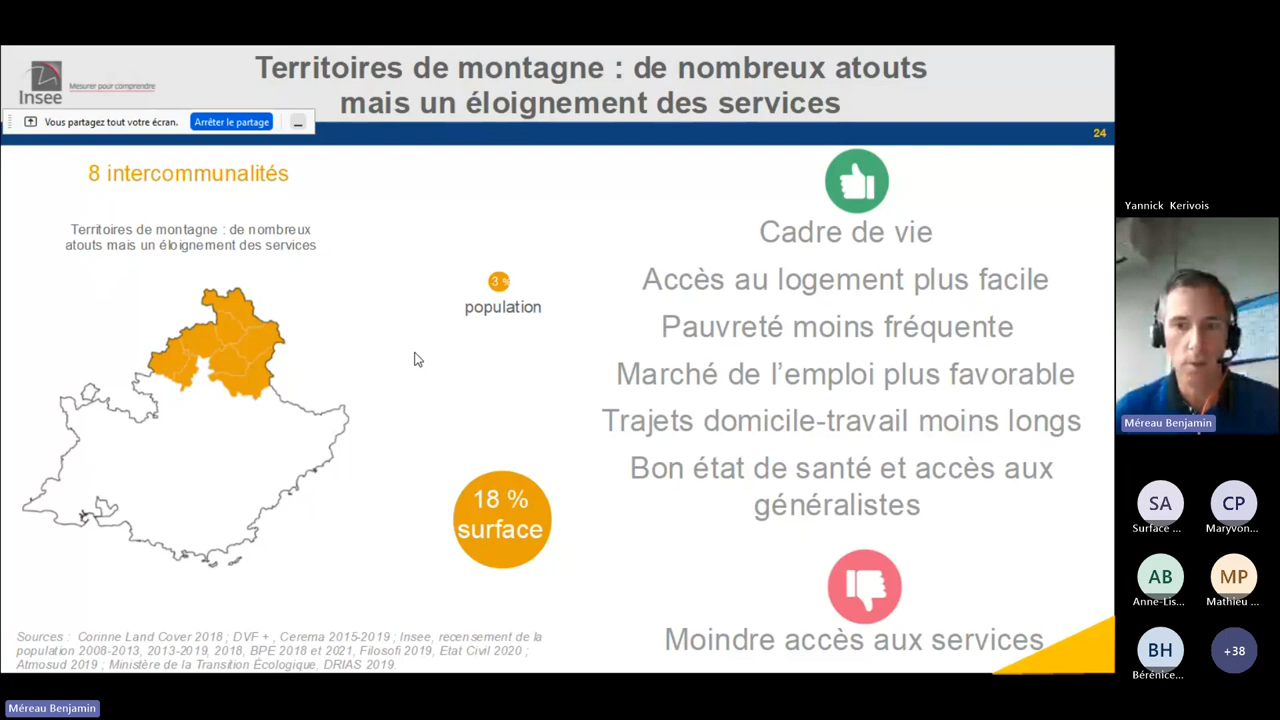 Territoires de montagne : de nombreux atouts
mais un éloignement des services
Insee
Mesurer pour comprendre
Vous partagez tout votre écran.
Arrêter le partage
24
8 intercommunalités
Territoires de montagne : de nombreux
atouts mais un éloignement des services
3 %
population
18 %
surface
Cadre de vie
Accès au logement plus facile
Pauvreté moins fréquente
Marché de l’emploi plus favorable
Trajets domicile-travail moins longs
Bon état de santé et accès aux
généralistes
Moindre accès aux services
Sources : Corinne Land Cover 2018 ; DVF + , Cerema 2015-2019 ; Insee, recensement de la
population 2008-2013, 2013-2019, 2018, BPE 2018 et 2021, Filosofi 2019, Etat Civil 2020 ;
Atmosud 2019 ; Ministère de la Transition Écologique, DRIAS 2019.
Yannick Kerivois
Méreau Benjamin
SA
Surface ...
CP
Maryvon...
AB
Anne-Lis...
MP
Mathieu ...
BH
Bérénice...
+38
Méreau Benjamin